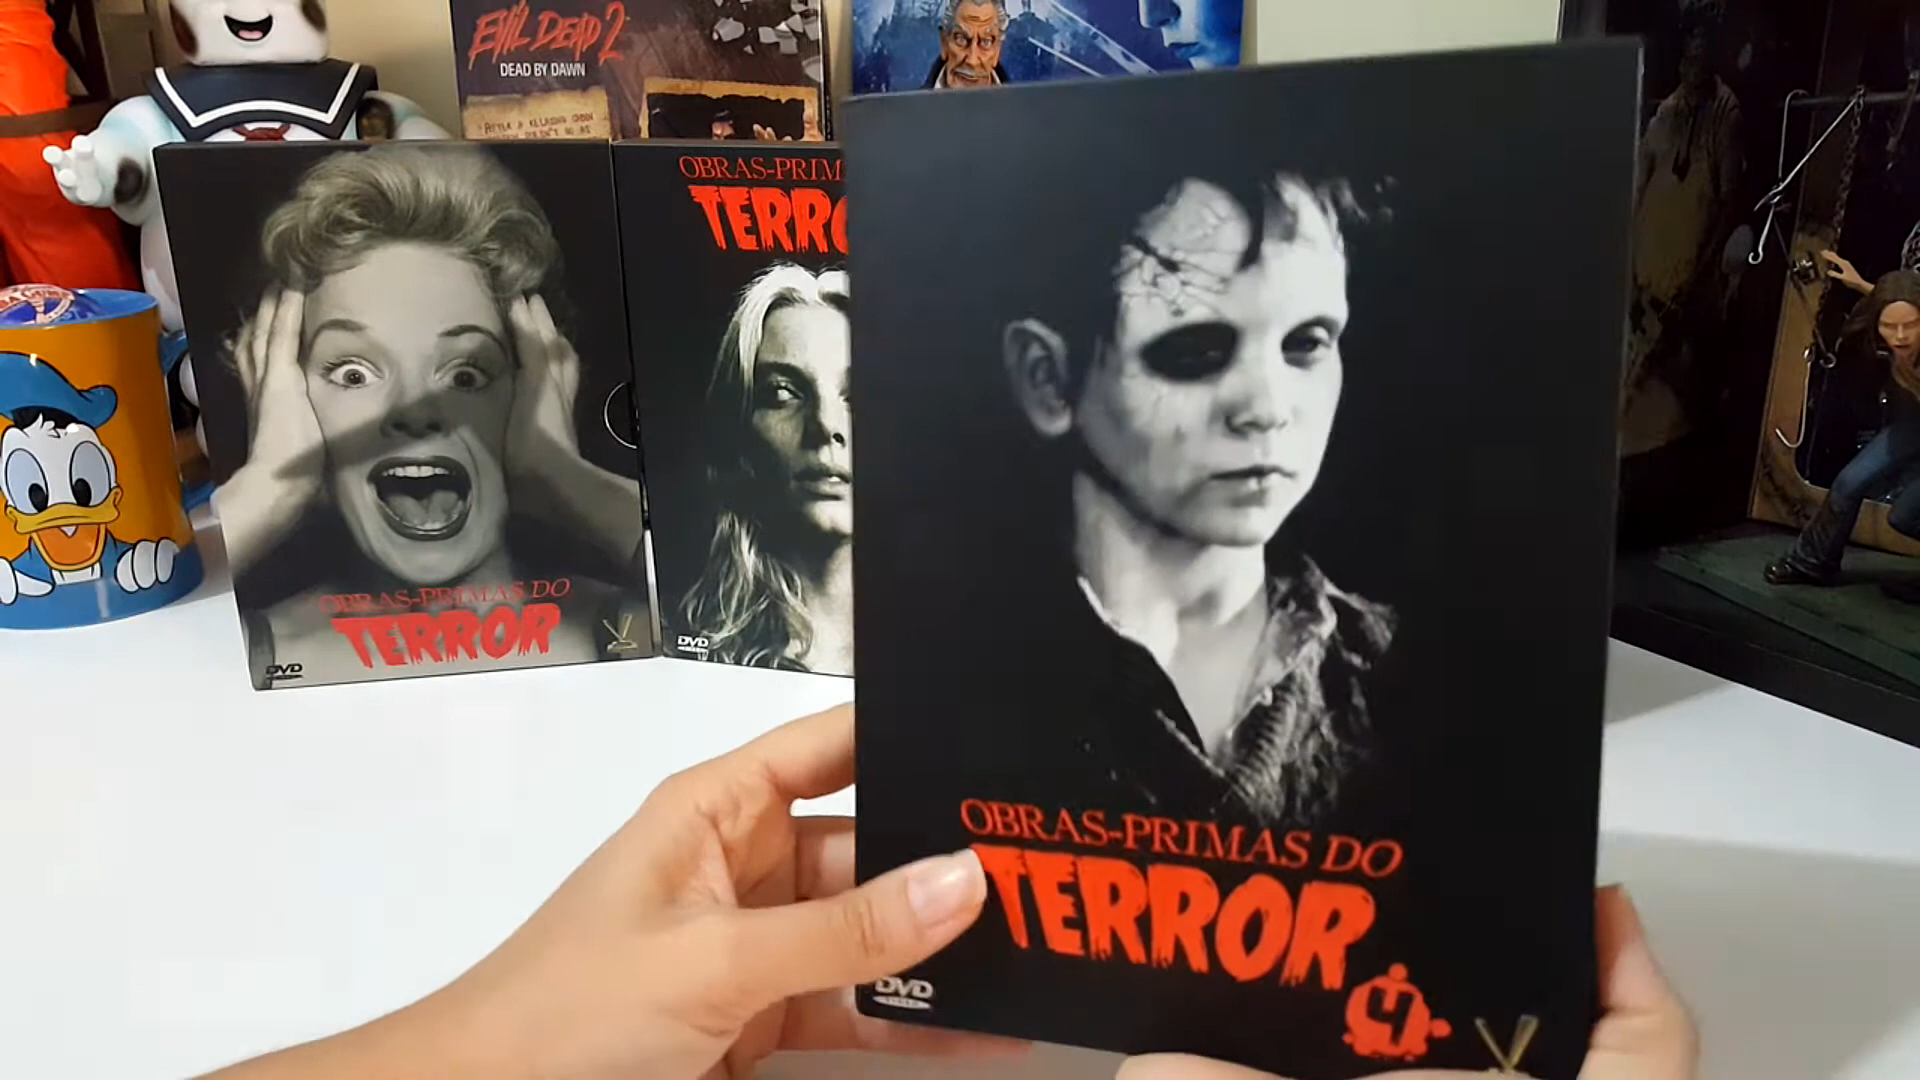 EVIL DEAD 2
DEAD BY DAWN
OBRAS-PRIM
TERRO
OBRAS-PRIMAS DO
TERROR
DVD
DVD
OBRAS-PRIMAS DO
TERROR
4
DVD